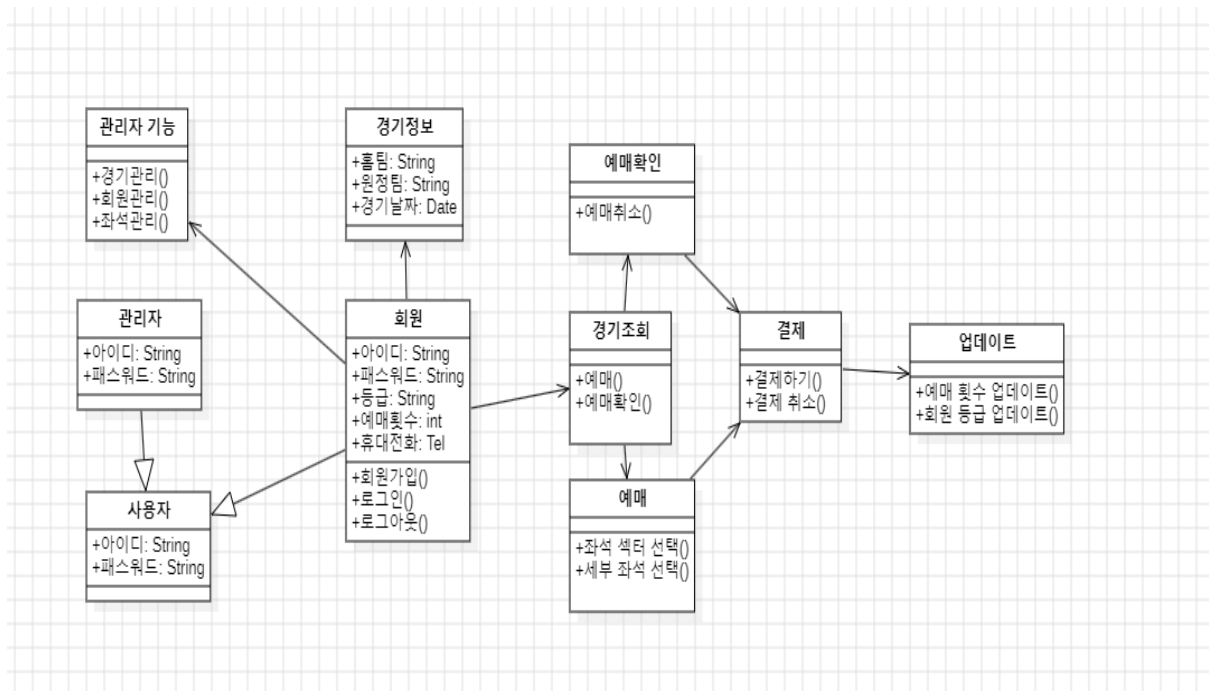 관리자 기능
+경기관리()
+회원관리()
+좌석관리()
경기정보
+홈팀: String
+원정팀: String
+경기날짜: Date
예매확인
+예매취소()
관리자
+아이디: String
+패스워드: String
회원
+아이디: String
+패스워드: String
+등급: String
+예매횟수: int
+휴대전화: Tel
+회원가입()
+로그인()
+로그아웃()
경기조회
+예매()
+예매확인()
결제
+결제하기()
+결제 취소()
업데이트
+예매 횟수 업데이트()
+회원 등급 업데이트()
사용자
+아이디: String
+패스워드: String
예매
+좌석 섹터 선택()
+세부 좌석 선택()